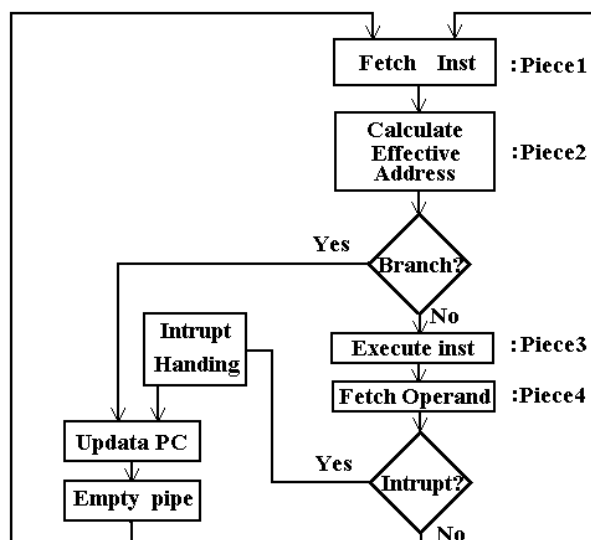 Fetch Inst :Piece1
Calculate
Effective
Address
:Piece2
Branch?
Yes
No
Execute inst :Piece3
Fetch Operand :Piece4
Intrupt?
Yes
No
Intrupt
Handing
Updata PC
Empty pipe